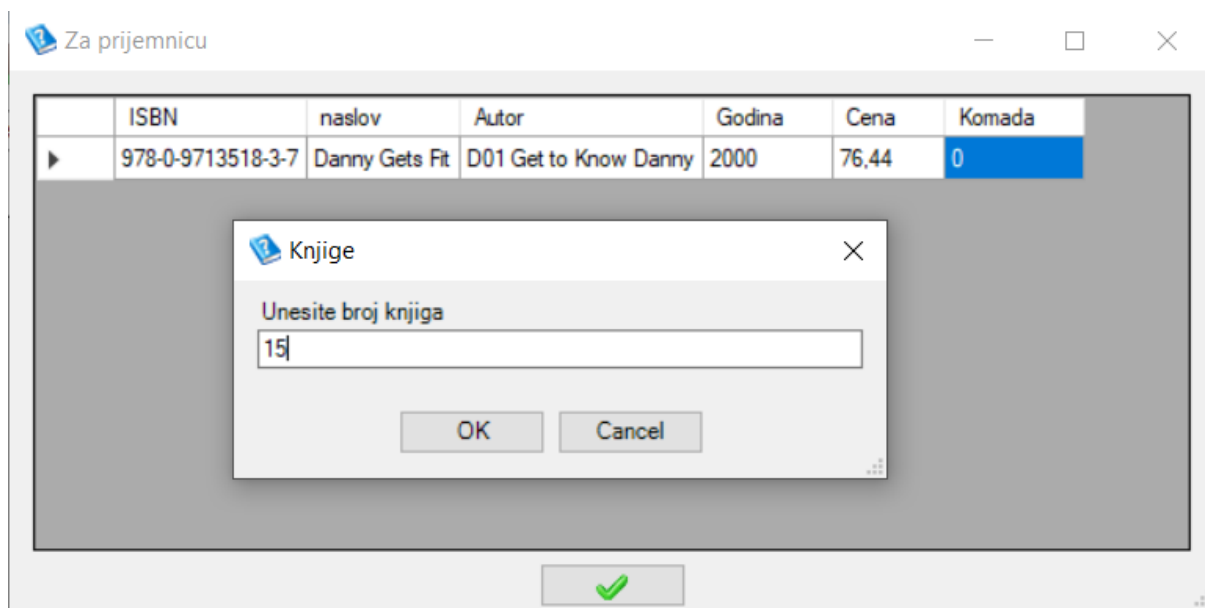 Za prijemnicu
ISBN naslov Autor Godina Cena Komada
978-0-9713518-3-7 Danny Gets Fit D01 Get to Know Danny 2000 76,44 0
Knjige
Unesite broj knjiga
15
OK Cancel